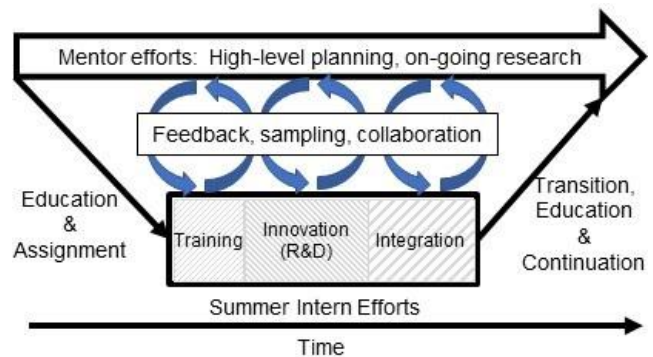 Mentor efforts: High-level planning, on-going research
Feedback, sampling, collaboration
Education
&
Assignment
Training
Innovation
(R&D)
Integration
Transition,
Education
&
Continuation
Summer Intern Efforts
Time